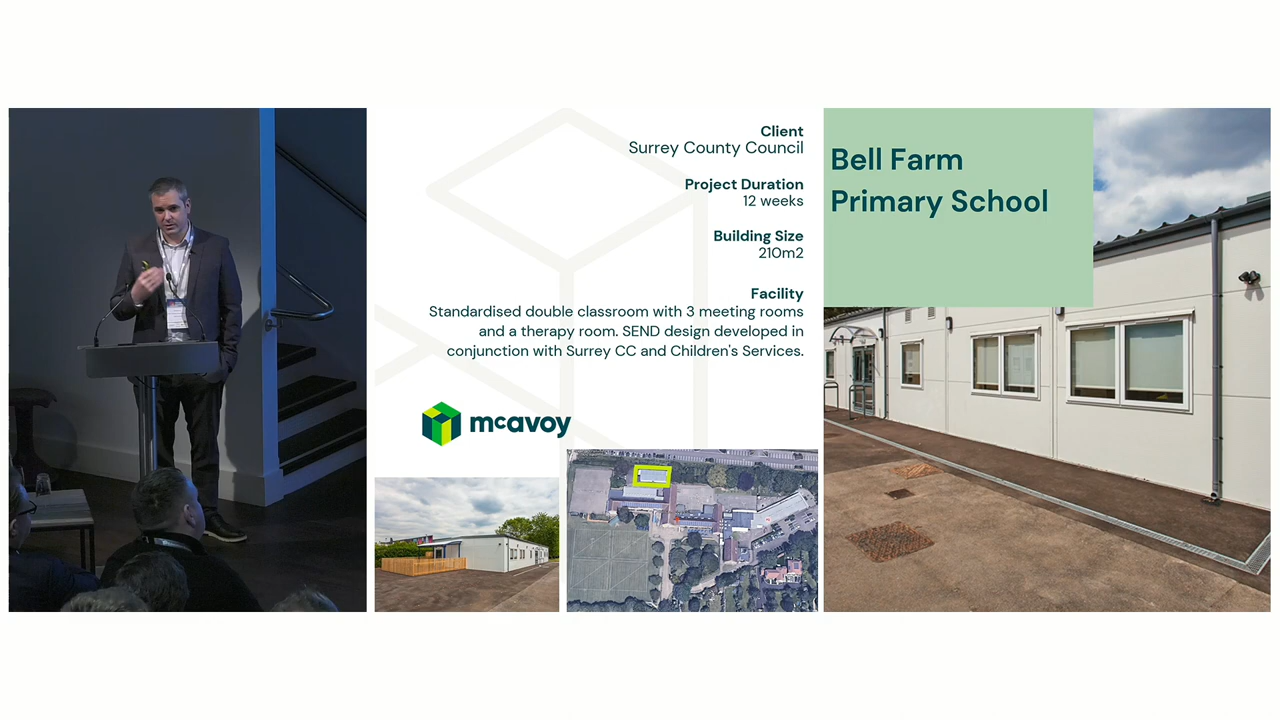 Client
Surrey County Council
Project Duration
12 weeks
Building Size
210m2
Facility
Standardised double classroom with 3 meeting rooms
and a therapy room. SEND design developed in
conjunction with Surrey CC and Children's Services.
mcavoy
Bell Farm
Primary School